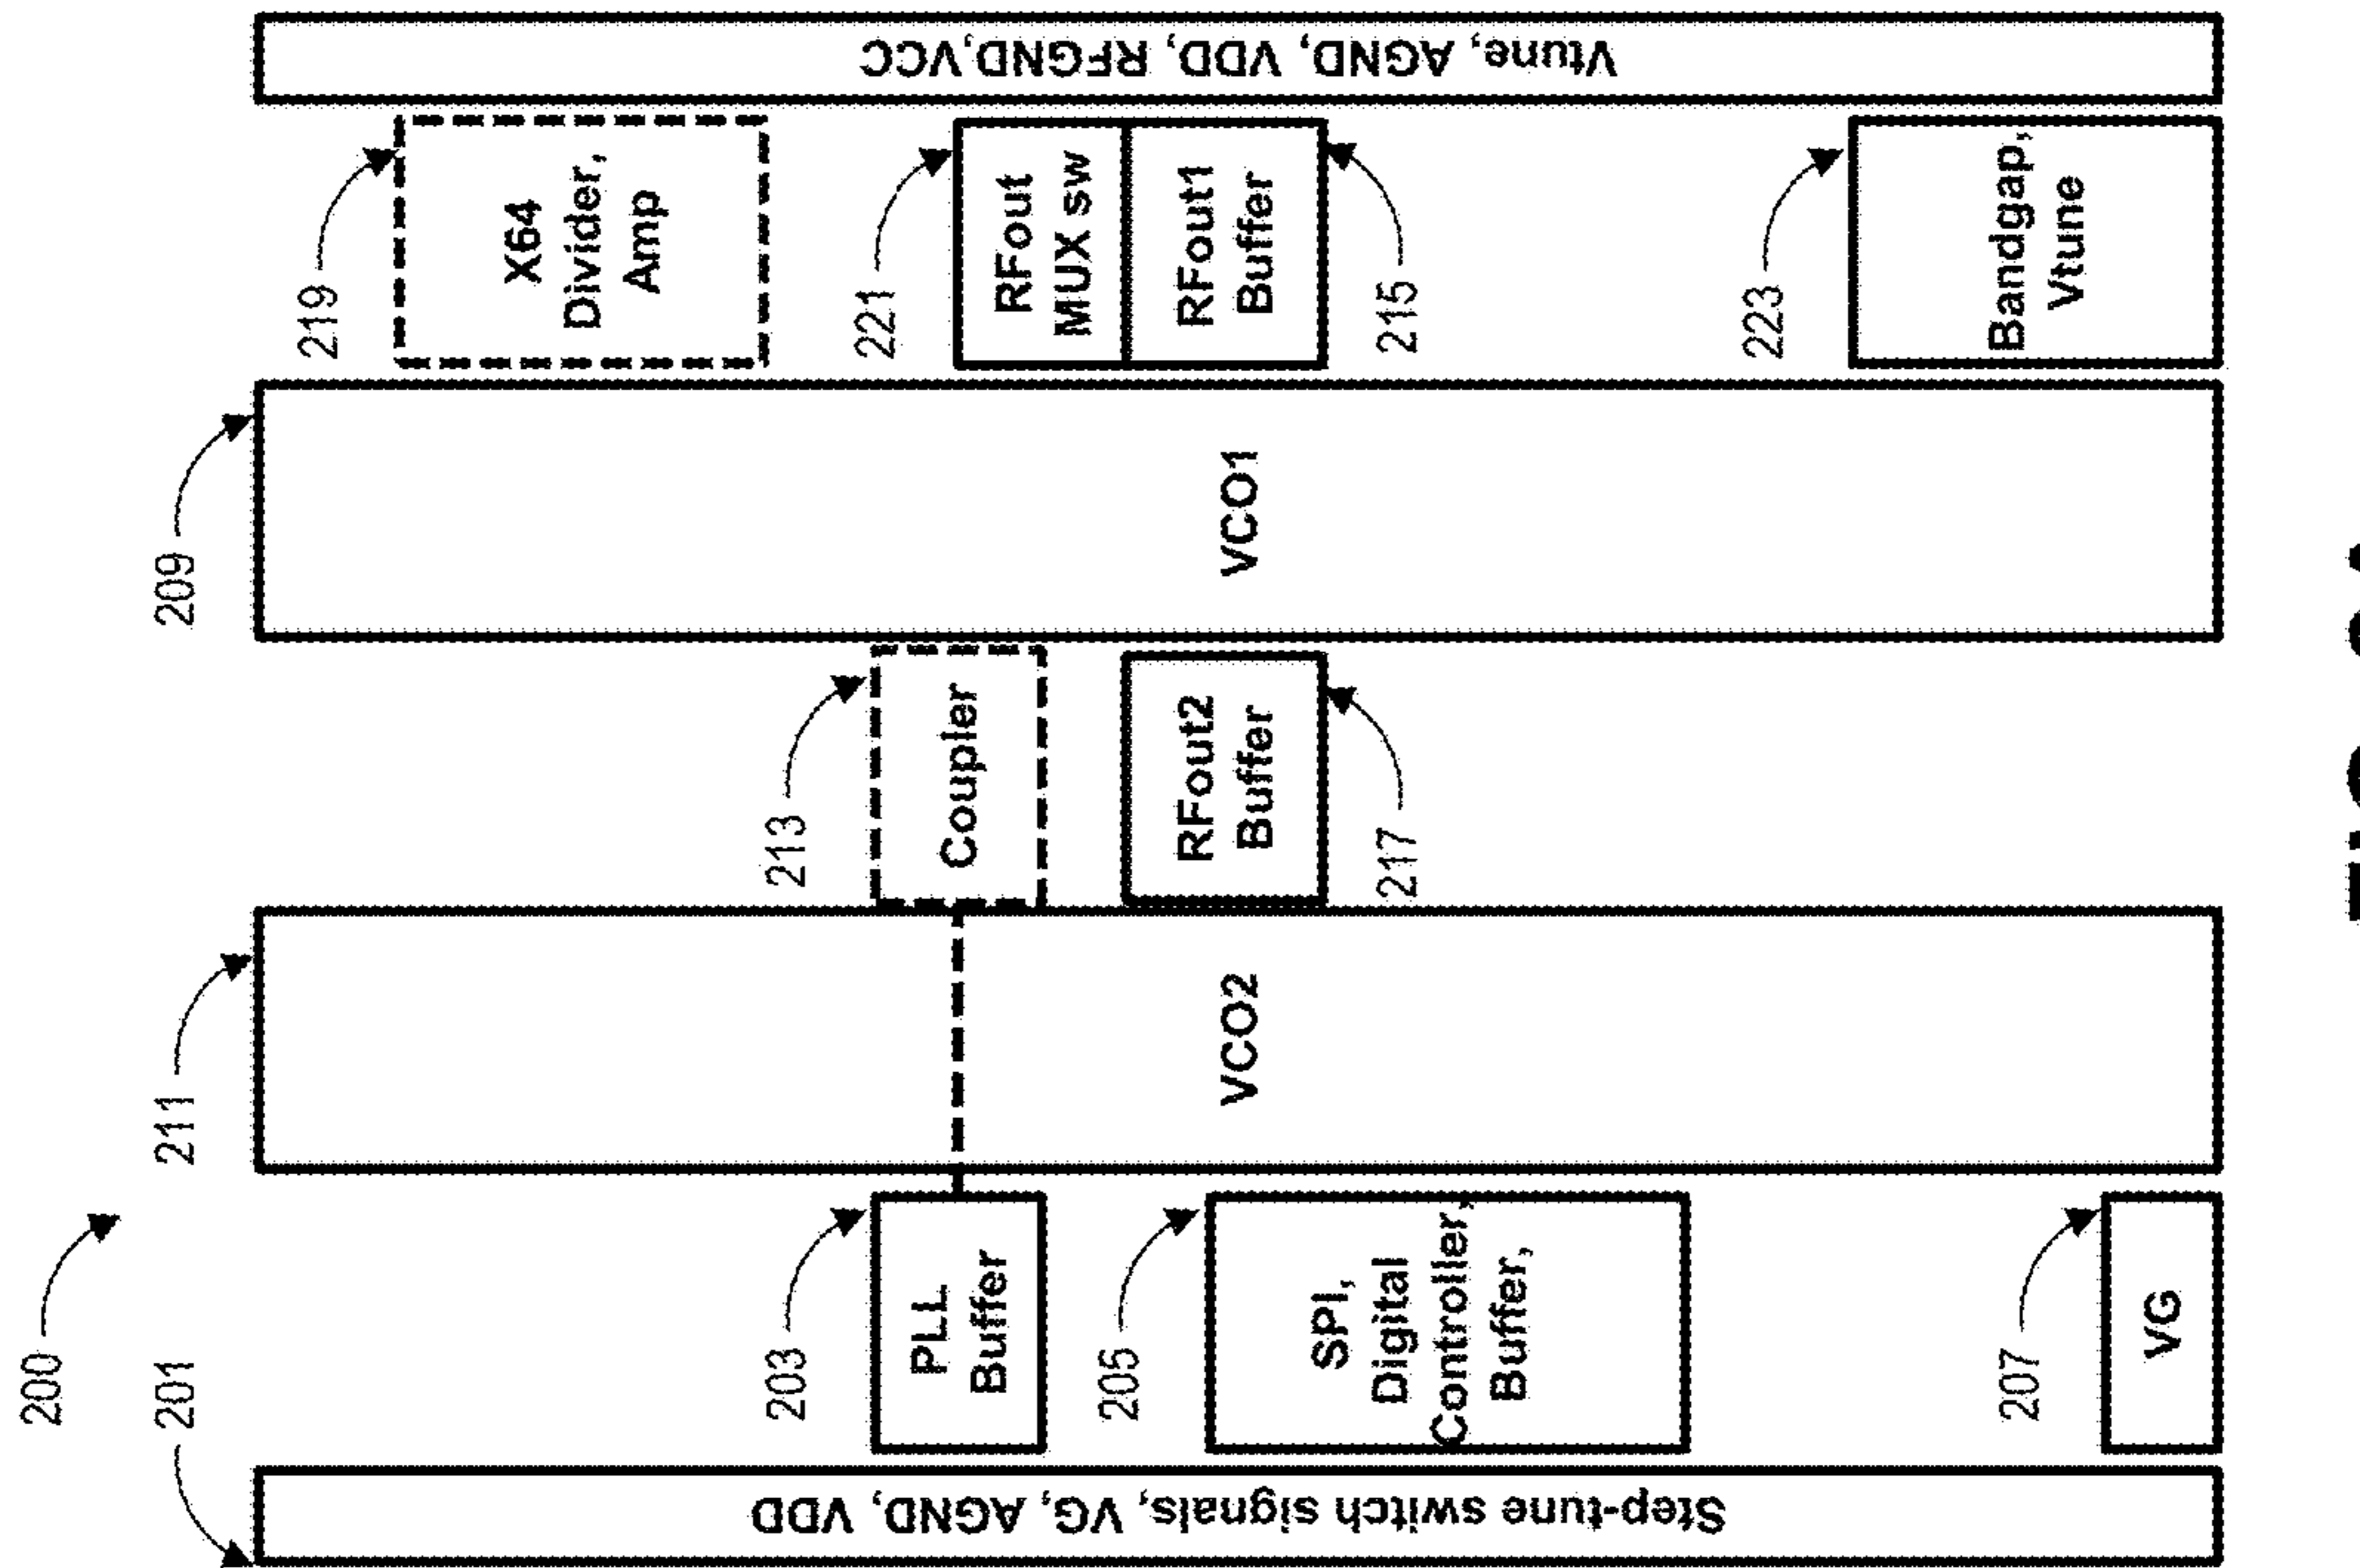 200
201
Step-tune switch signals, VG, AGND, VDD
203
PLL
Buffer
205
SPI,
Digital
Controller,
Buffer,
207
VG
211
VCO2
213
Coupler
RFout2
Buffer
217
209
VCO1
219
X64
Divider,
Amp
221
RFout
MUX sw
RFout1
Buffer
215
223
Bandgap,
Vtune
Vtune, AGND, VDD, RFGND,VCC